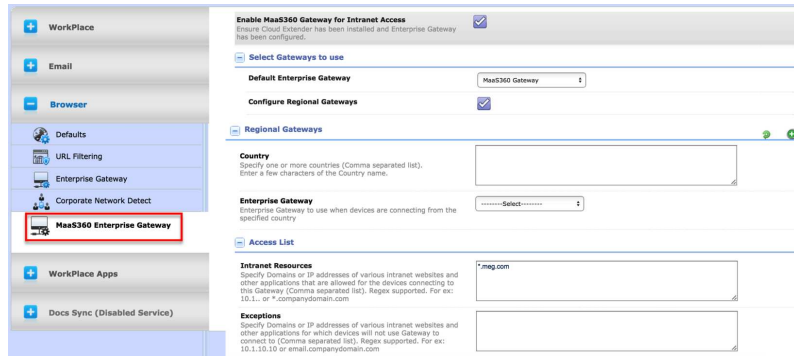 WorkPlace
Email
Browser
Defaults
URL Filtering
Enterprise Gateway
Corporate Network Detect
MaaS360 Enterprise Gateway
WorkPlace Apps
Docs Sync (Disabled Service)
Enable MaaS360 Gateway for Intranet Access
Ensure Cloud Extender has been installed and Enterprise Gateway
has been configured.
Select Gateways to use
Default Enterprise Gateway
MaaS360 Gateway
Configure Regional Gateways
Regional Gateways
Country
Specify one or more countries (Comma separated list).
Enter a few characters of the Country name.
Enterprise Gateway
Enterprise Gateway to use when devices are connecting from the
specified country
--------Select--------
Access List
Intranet Resources
Specify Domains or IP addresses of various intranet websites and
other applications that are allowed for the devices connecting to
this Gateway (Comma separated list). Regex supported. For ex:
10.1.. or *.companydomain.com
*.meg.com
Exceptions
Specify Domains or IP addresses of various intranet websites and
other applications for which devices will not use Gateway to
connect to (Comma separated list). Regex supported. For ex:
10.1.10.10 or email.companydomain.com